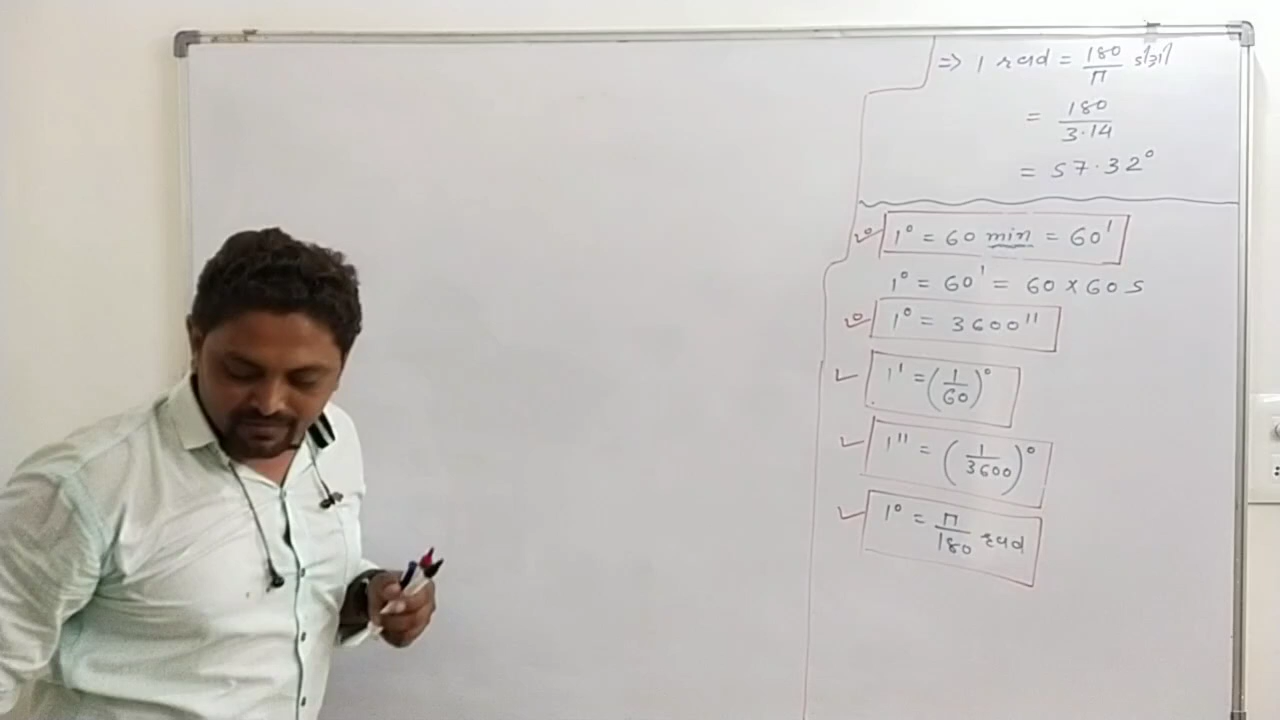 ⇒ 1 rad = 180/π
= 180/3.14
= 57.32°
1° = 60 min = 60'
1° = 60' = 60 × 60 s
1° = 3600"
1' = (1/60)°
1" = (1/3600)°
1° = π/180 rad